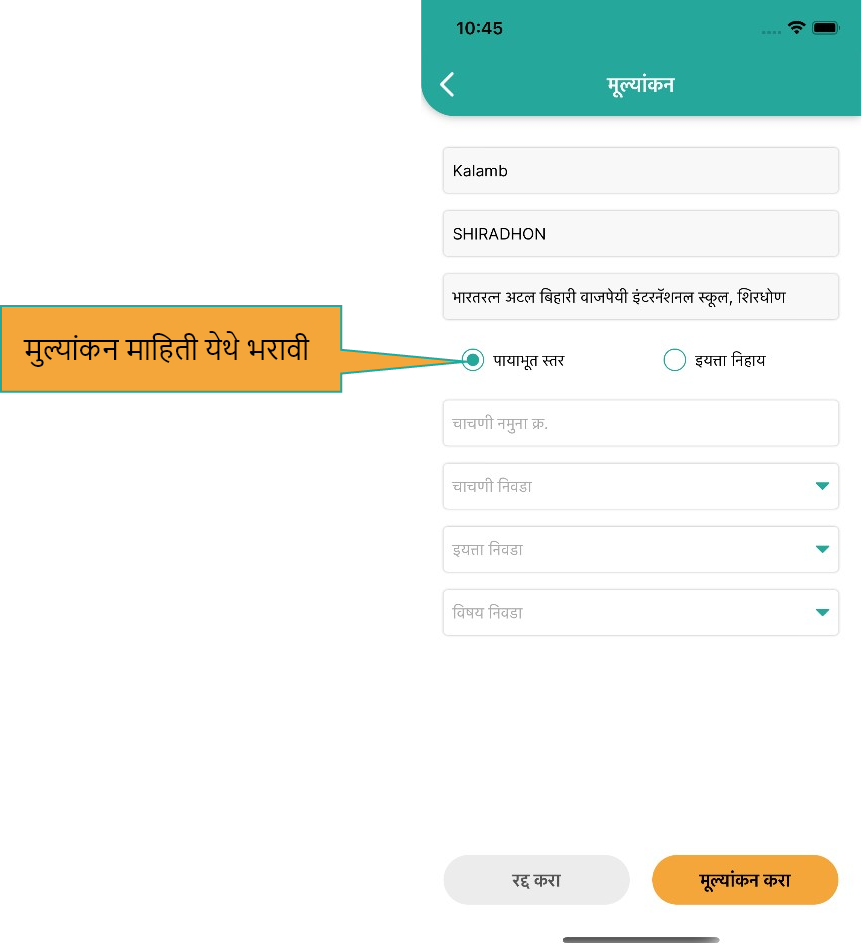 10:45
मूल्यांकन
Kalamb
SHIRADHON
भारतरत्न अटल बिहारी वाजपेयी इंटरनॅशनल स्कूल, शिरधोण
मुल्यांकन माहिती येथे भरावी
पायाभूत स्तर
इयत्ता निहाय
चाचणी नमुना क्र.
चाचणी निवडा
इयत्ता निवडा
विषय निवडा
रद्द करा
मूल्यांकन करा